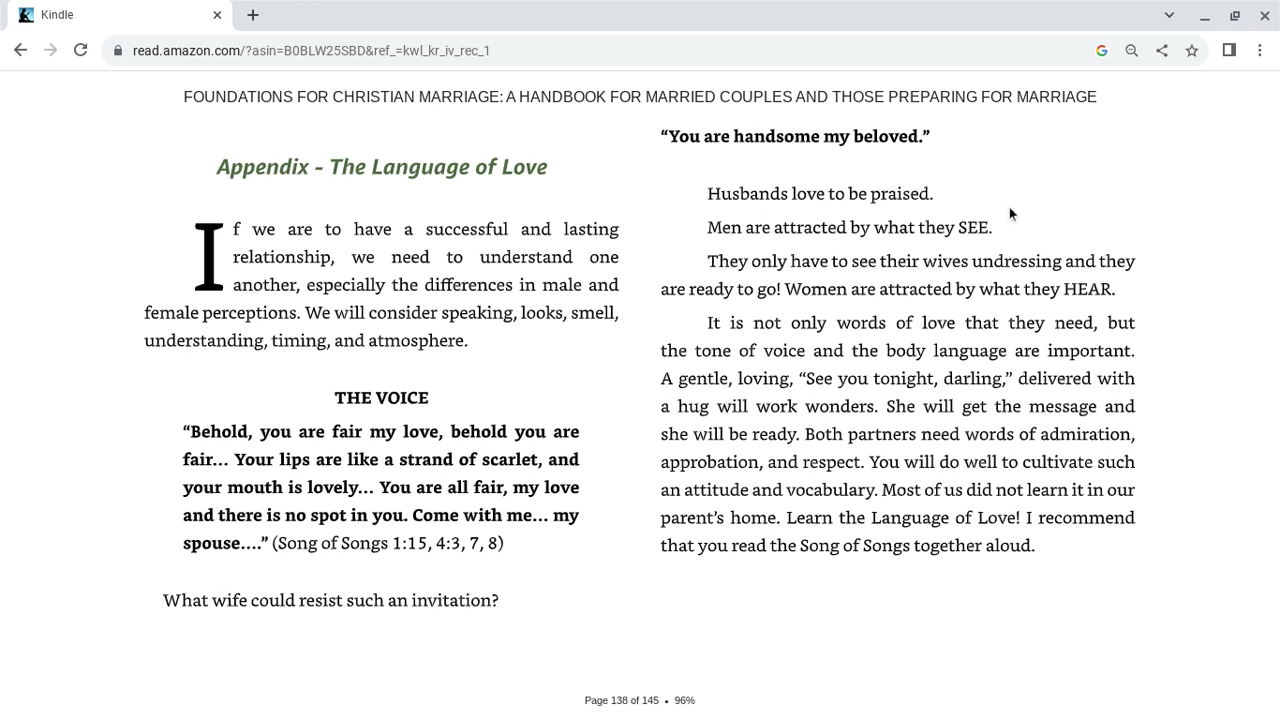 Kindle
read.amazon.com/?asin=B0BLW25SBD&ref_=kwl_kr_iv_rec_1
FOUNDATIONS FOR CHRISTIAN MARRIAGE: A HANDBOOK FOR MARRIED COUPLES AND THOSE PREPARING FOR MARRIAGE
Appendix - The Language of Love
If we are to have a successful and lasting
relationship, we need to understand one
another, especially the differences in male and
female perceptions. We will consider speaking, looks, smell,
understanding, timing, and atmosphere.
THE VOICE
“Behold, you are fair my love, behold you are
fair… Your lips are like a strand of scarlet, and
your mouth is lovely… You are all fair, my love
and there is no spot in you. Come with me… my
spouse….” (Song of Songs 1:15, 4:3, 7, 8)
What wife could resist such an invitation?
“You are handsome my beloved.”
Husbands love to be praised.
Men are attracted by what they SEE.
They only have to see their wives undressing and they
are ready to go! Women are attracted by what they HEAR.
It is not only words of love that they need, but
the tone of voice and the body language are important.
A gentle, loving, “See you tonight, darling,” delivered with
a hug will work wonders. She will get the message and
she will be ready. Both partners need words of admiration,
approbation, and respect. You will do well to cultivate such
an attitude and vocabulary. Most of us did not learn it in our
parent’s home. Learn the Language of Love! I recommend
that you read the Song of Songs together aloud.
Page 138 of 145 • 96%